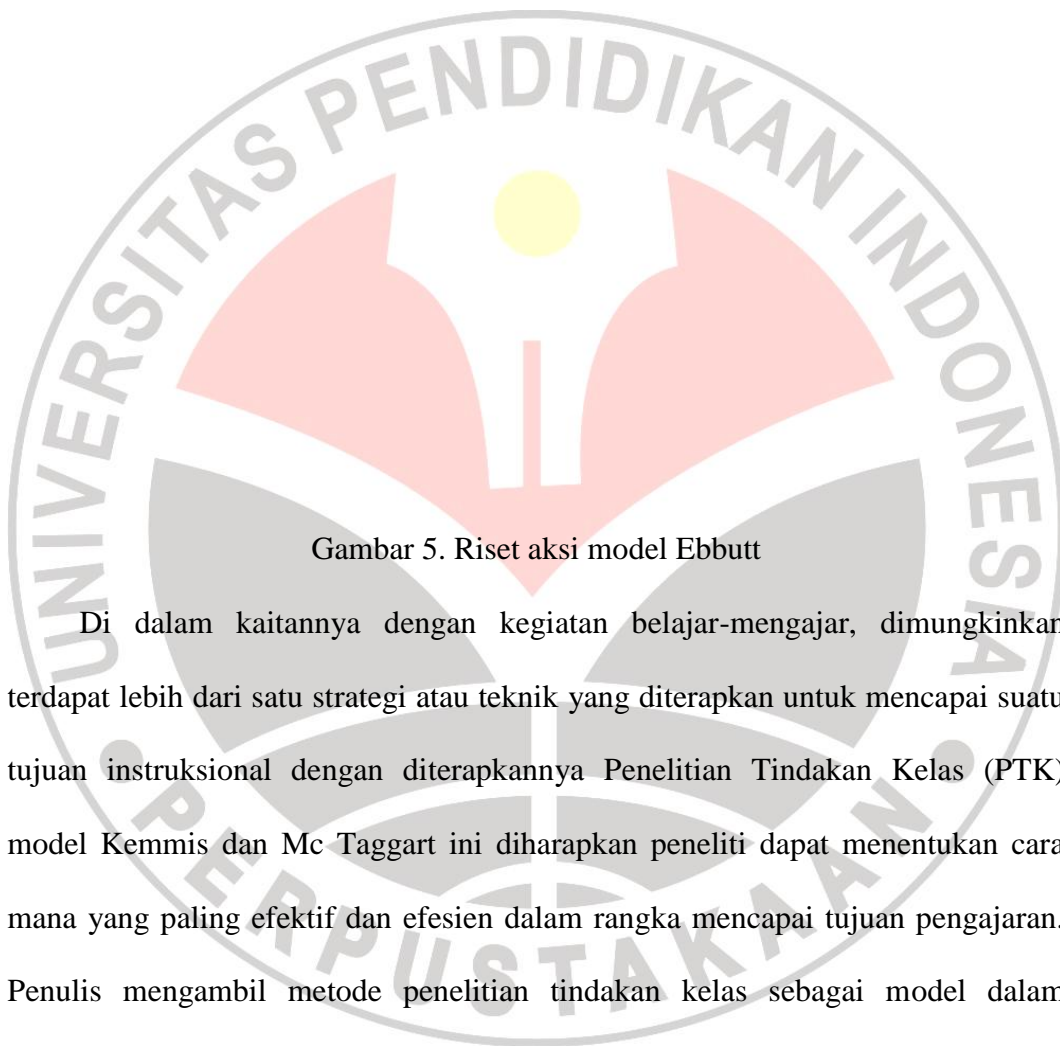 UNIVERSITAS PENDIDIKAN INDONESIA
Gambar 5. Riset aksi model Ebbutt
Di dalam kaitannya dengan kegiatan belajar-mengajar, dimungkinkan
terdapat lebih dari satu strategi atau teknik yang diterapkan untuk mencapai suatu
tujuan instruksional dengan diterapkannya Penelitian Tindakan Kelas (PTK)
model Kemmis dan Mc Taggart ini diharapkan peneliti dapat menentukan cara
mana yang paling efektif dan efesien dalam rangka mencapai tujuan pengajaran.
Penulis mengambil metode penelitian tindakan kelas sebagai model dalam
PERPUSTAKAAN